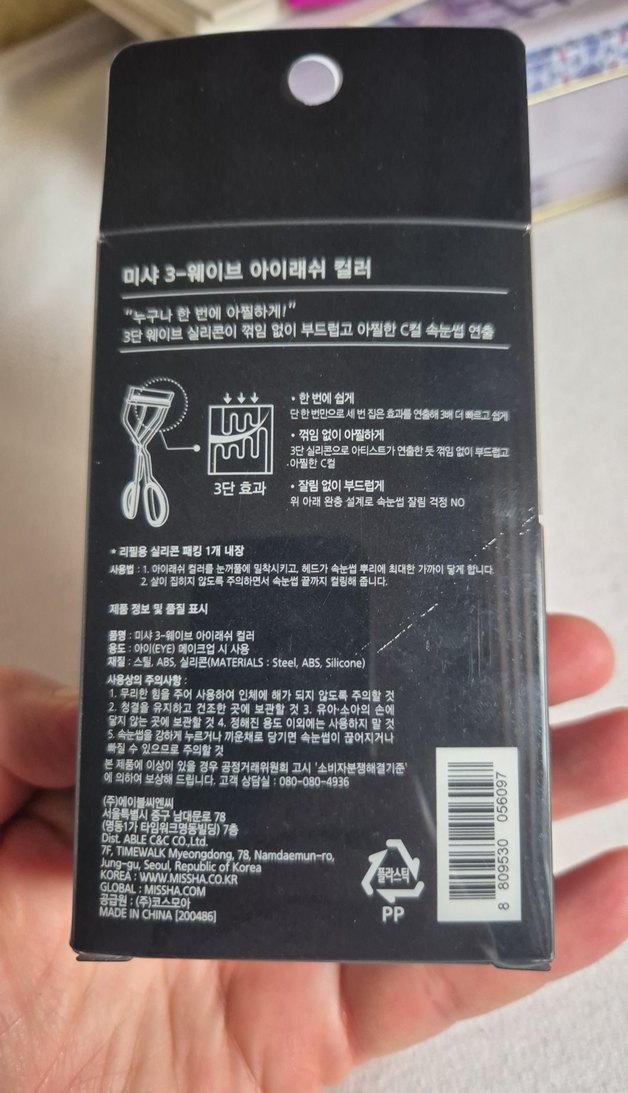 미샤 3-웨이브 아이래쉬 컬러
"누구나 한 번에 아찔하게!"
3단 웨이브 실리콘이 꺾임 없이 부드럽고 아찔한 C컬 속눈썹 연출
• 한 번에 쉽게
단 한 번만으로 세 번 집은 효과를 연출해 3배 더 빠르고 쉽게
• 꺾임 없이 아찔하게
3단 실리콘으로 아티스트가 연출한 듯 꺾임 없이 부드럽고
아찔한 C컬
• 잘림 없이 부드럽게
위 아래 완충 설계로 속눈썹 잘림 걱정 NO
3단 효과
* 리필용 실리콘 패킹 1개 내장
사용법 : 1. 아이래쉬 컬러를 눈꺼풀에 밀착시키고, 헤드가 속눈썹 뿌리에 최대한 가까이 닿게 합니다.
2. 살이 집히지 않도록 주의하면서 속눈썹 끝까지 컬링해 줍니다.
제품 정보 및 품질 표시
품명 : 미샤 3-웨이브 아이래쉬 컬러
용도 : 아이(EYE) 메이크업 시 사용
재질 : 스틸, ABS, 실리콘(MATERIALS : Steel, ABS, Silicone)
사용상의 주의사항 :
1. 무리한 힘을 주어 사용하여 인체에 해가 되지 않도록 주의할 것
2. 청결을 유지하고 건조한 곳에 보관할 것 3. 유아·소아의 손에
닿지 않는 곳에 보관할 것 4. 정해진 용도 이외에는 사용하지 말 것
5. 속눈썹을 강하게 누르거나 끼운채로 당기면 속눈썹이 끊어지거나
빠질 수 있으므로 주의할 것
본 제품에 이상이 있을 경우 공정거래위원회 고시 '소비자분쟁해결기준'
에 의하여 보상해 드립니다. 고객 상담실 : 080-080-4936
(주)에이블씨엔씨
서울특별시 중구 남대문로 78
(명동1가 타임워크명동빌딩) 7층
Dist. ABLE C&C CO.,Ltd.
7F, TIMEWALK Myeongdong, 78, Namdaemun-ro,
Jung-gu, Seoul, Republic of Korea
KOREA : WWW.MISSHA.CO.KR
GLOBAL : MISSHA.COM
공급원 : (주)코스모아
MADE IN CHINA [200486]
플라스틱
PP
8 809530 056097